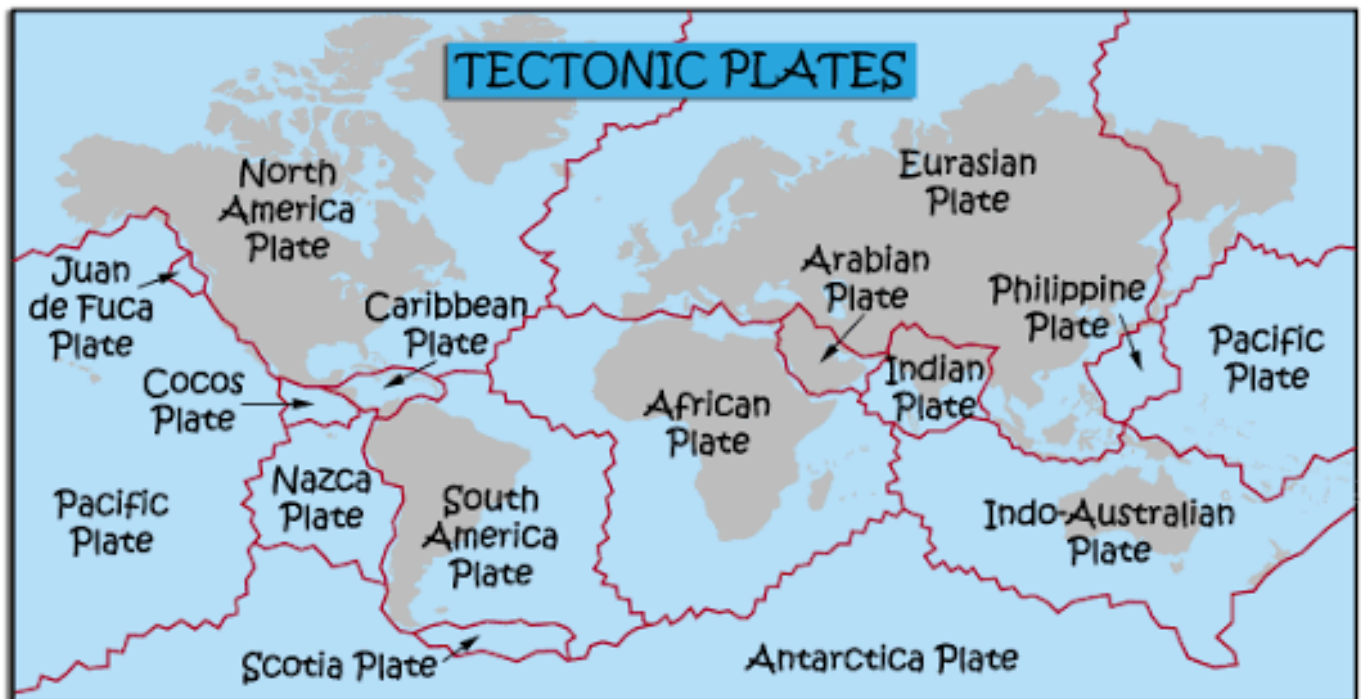 TECTONIC PLATES
North
America
Plate
Eurasian
Plate
Juan
de Fuca
Plate
Caribbean
Plate
Arabian
Plate
Philippine
Plate
Pacific
Plate
Cocos
Plate
African
Plate
Indian
Plate
Pacific
Plate
Nazca
Plate
South
America
Plate
Indo-Australian
Plate
Scotia Plate
Antarctica Plate